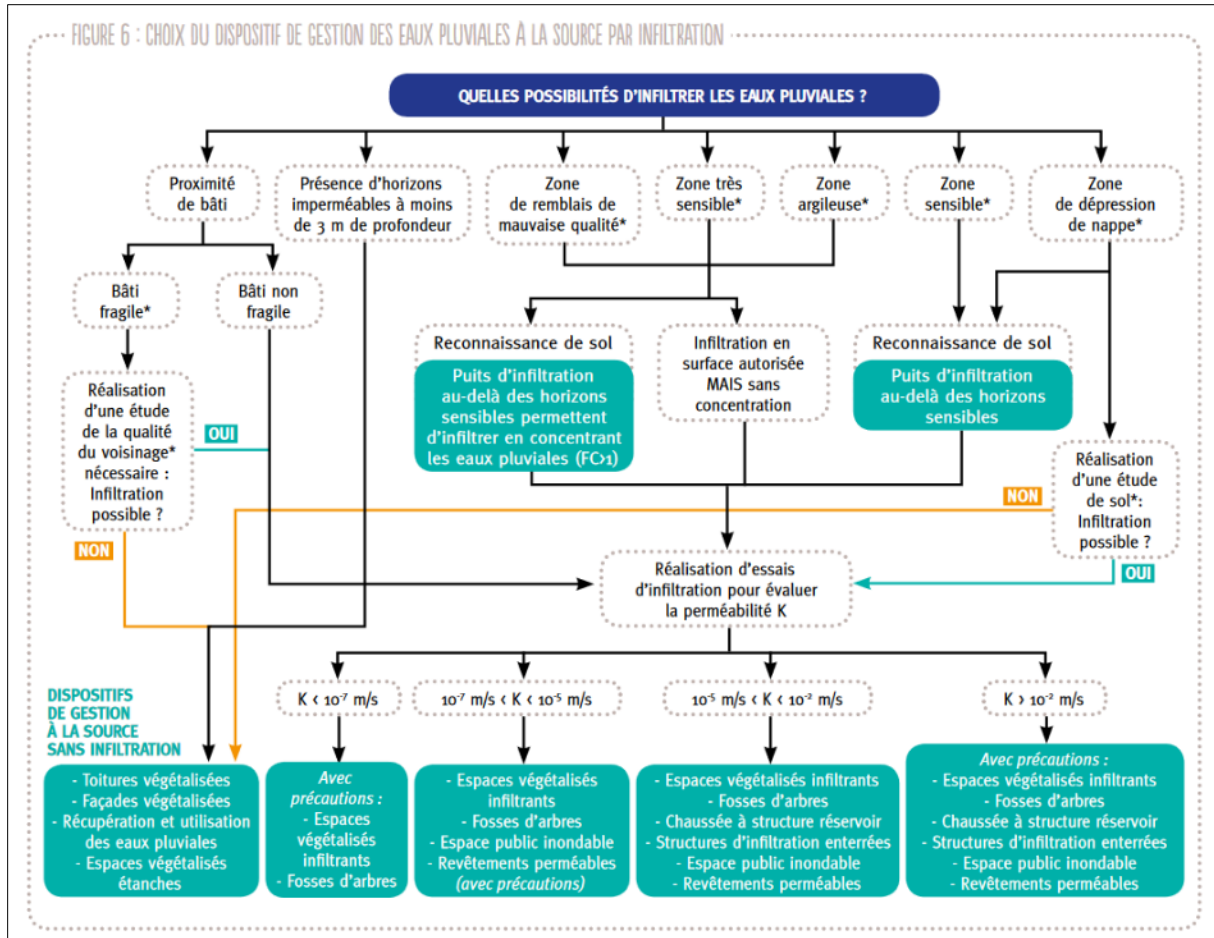 FIGURE 6 : CHOIX DU DISPOSITIF DE GESTION DES EAUX PLUVIALES À LA SOURCE PAR INFILTRATION
QUELLES POSSIBILITÉS D'INFILTRER LES EAUX PLUVIALES ?
Proximité
de bâti
Présence d'horizons
imperméables à moins
de 3 m de profondeur
Zone
de remblais de
mauvaise qualité*
Zone très
sensible*
Zone
argileuse*
Zone
sensible*
Zone
de dépression
de nappe*
Bâti
fragile*
Bâti non
fragile
Reconnaissance de sol
Puits d'infiltration
au-delà des horizons
sensibles permettent
d'infiltrer en concentrant
les eaux pluviales (FC>1)
Infiltration en
surface autorisée
MAIS sans
concentration
Reconnaissance de sol
Puits d'infiltration
au-delà des horizons
sensibles
Réalisation
d'une étude
de la qualité
du voisinage*
nécessaire :
Infiltration
possible ?
OUI
NON
Réalisation
d'une étude
de sol*:
Infiltration
possible ?
NON
OUI
Réalisation d'essais
d'infiltration pour évaluer
la perméabilité K
K < 10⁻⁷ m/s
10⁻⁷ m/s < K < 10⁻⁵ m/s
10⁻⁵ m/s < K < 10⁻² m/s
K > 10⁻² m/s
DISPOSITIFS
DE GESTION
À LA SOURCE
SANS INFILTRATION
- Toitures végétalisées
- Façades végétalisées
- Récupération et utilisation
des eaux pluviales
- Espaces végétalisés
étanches
Avec
précautions :
- Espaces
végétalisés
infiltrants
- Fosses d'arbres
- Espaces végétalisés
infiltrants
- Fosses d'arbres
- Espace public inondable
- Revêtements perméables
(avec précautions)
- Espaces végétalisés infiltrants
- Fosses d'arbres
- Chaussée à structure réservoir
- Structures d'infiltration enterrées
- Espace public inondable
- Revêtements perméables
Avec précautions :
- Espaces végétalisés infiltrants
- Fosses d'arbres
- Chaussée à structure réservoir
- Structures d'infiltration enterrées
- Espace public inondable
- Revêtements perméables